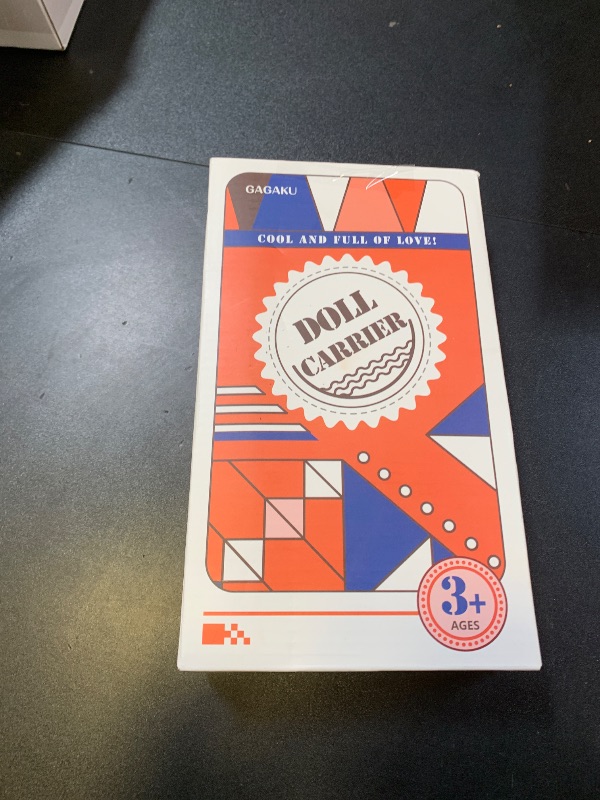 GAGAKU
COOL AND FULL OF LOVE!
DOLL
CARRIER
3+
AGES